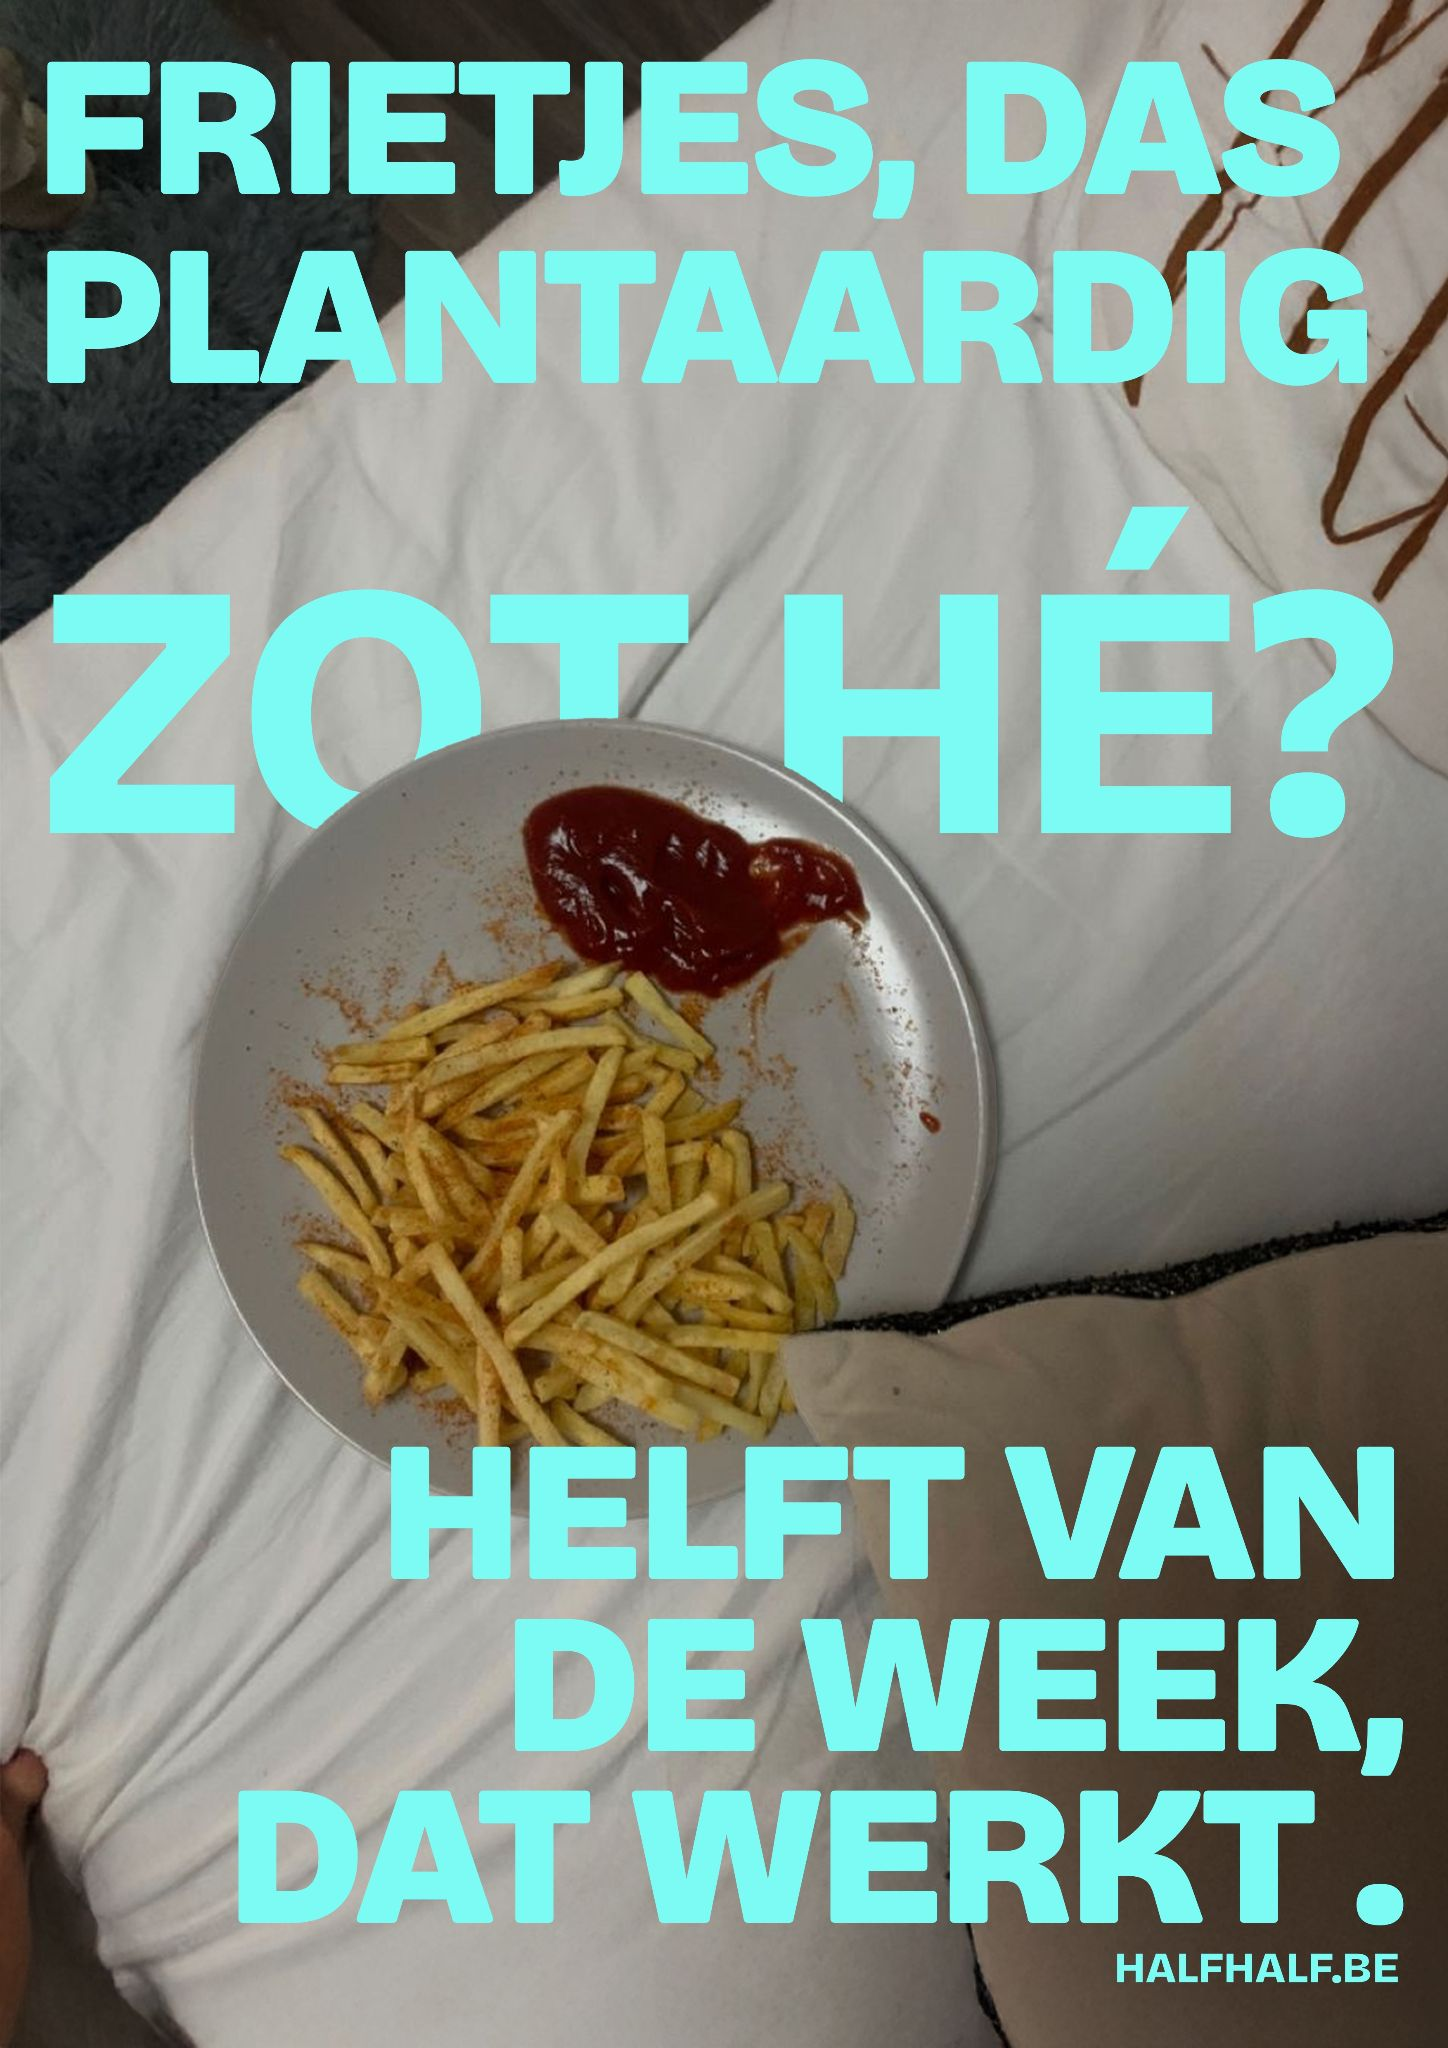 FRIETJES, DAS
PLANTAARDIG
ZOT HÉ?
HELFT VAN
DE WEEK,
DAT WERKT.
HALFHALF.BE